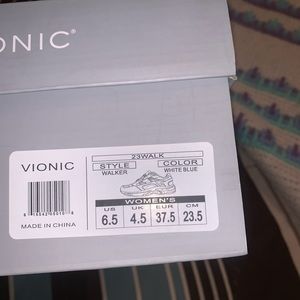 IONIC®
VIONIC
MADE IN CHINA
23WALK
STYLE COLOR
WALKER WHITE BLUE
WOMEN'S
US UK EUR CM
6.5 4.5 37.5 23.5